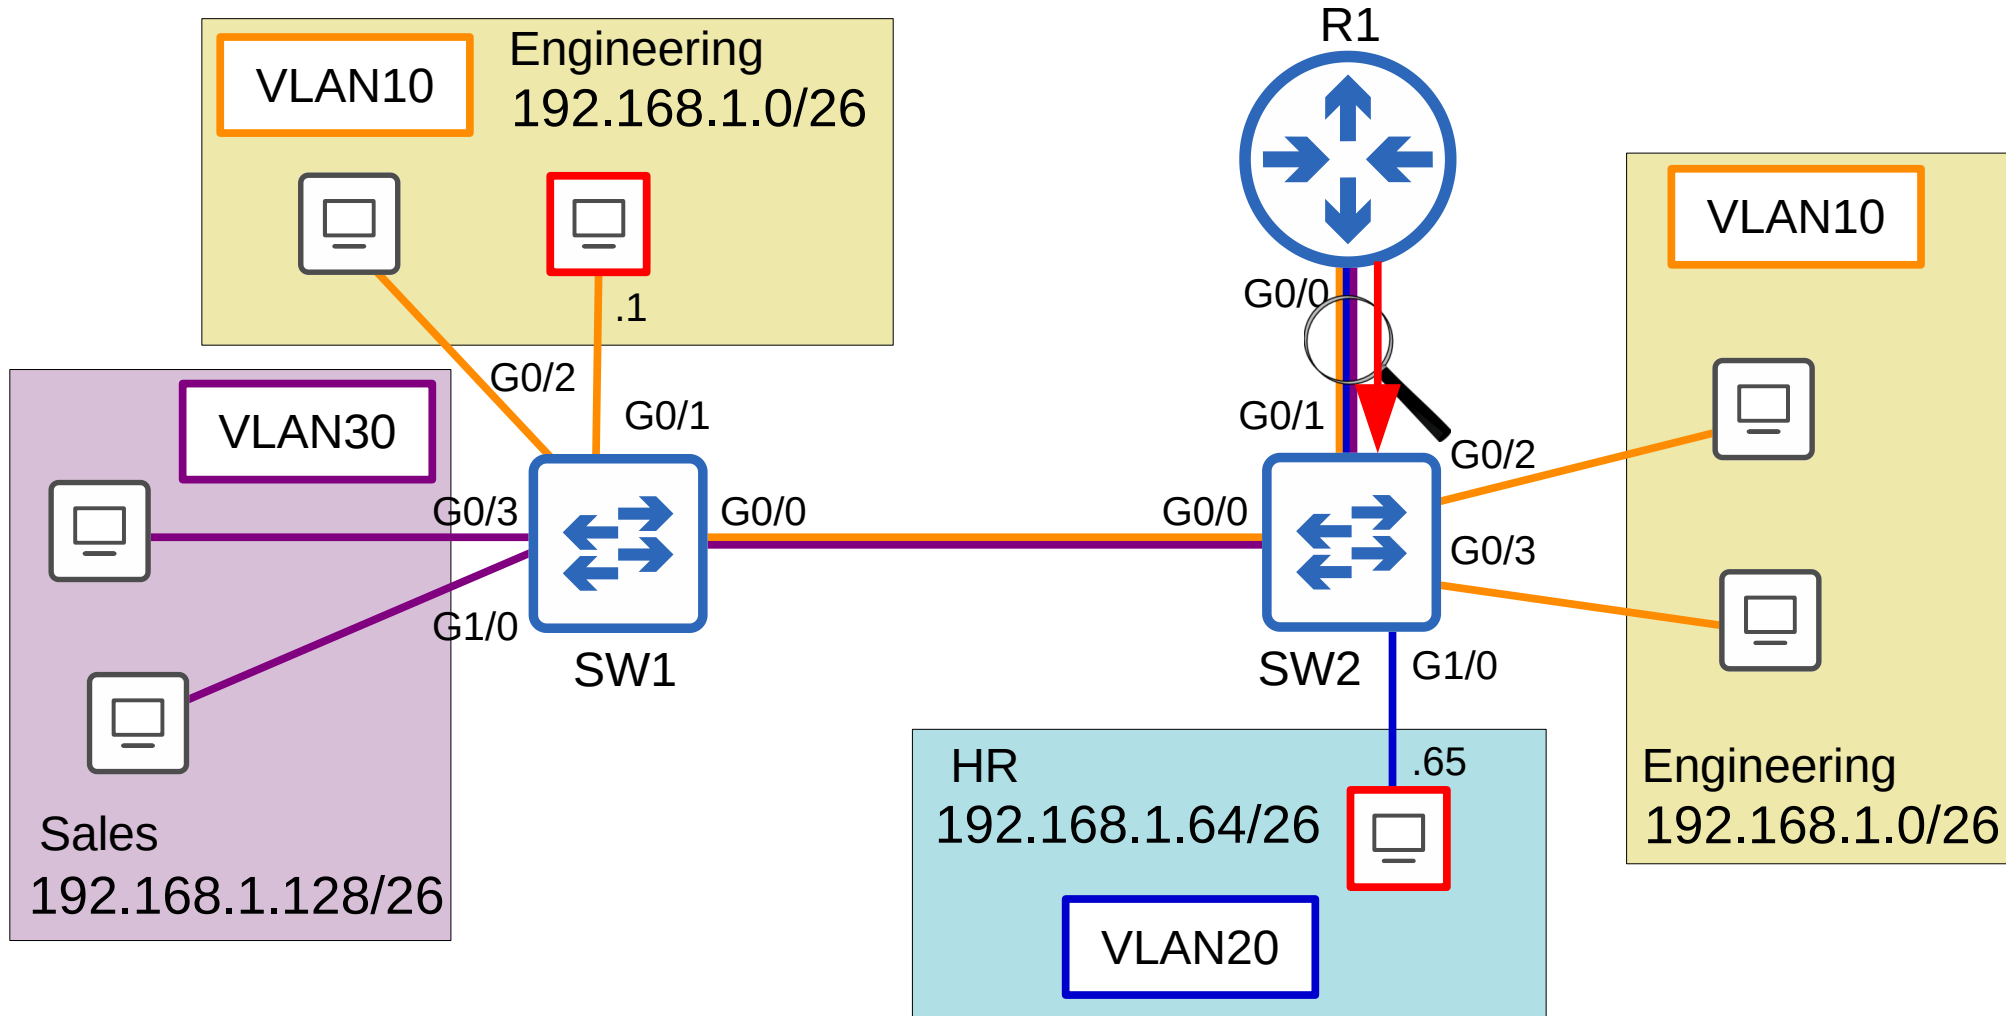 R1
Engineering
192.168.1.0/26
VLAN10
.1
G0/2
G0/1
VLAN30
G0/3
G1/0
Sales
192.168.1.128/26
SW1
G0/0
G0/0
G0/0
G0/1
G0/2
G0/3
SW2
G1/0
VLAN10
Engineering
192.168.1.0/26
HR
192.168.1.64/26
.65
VLAN20